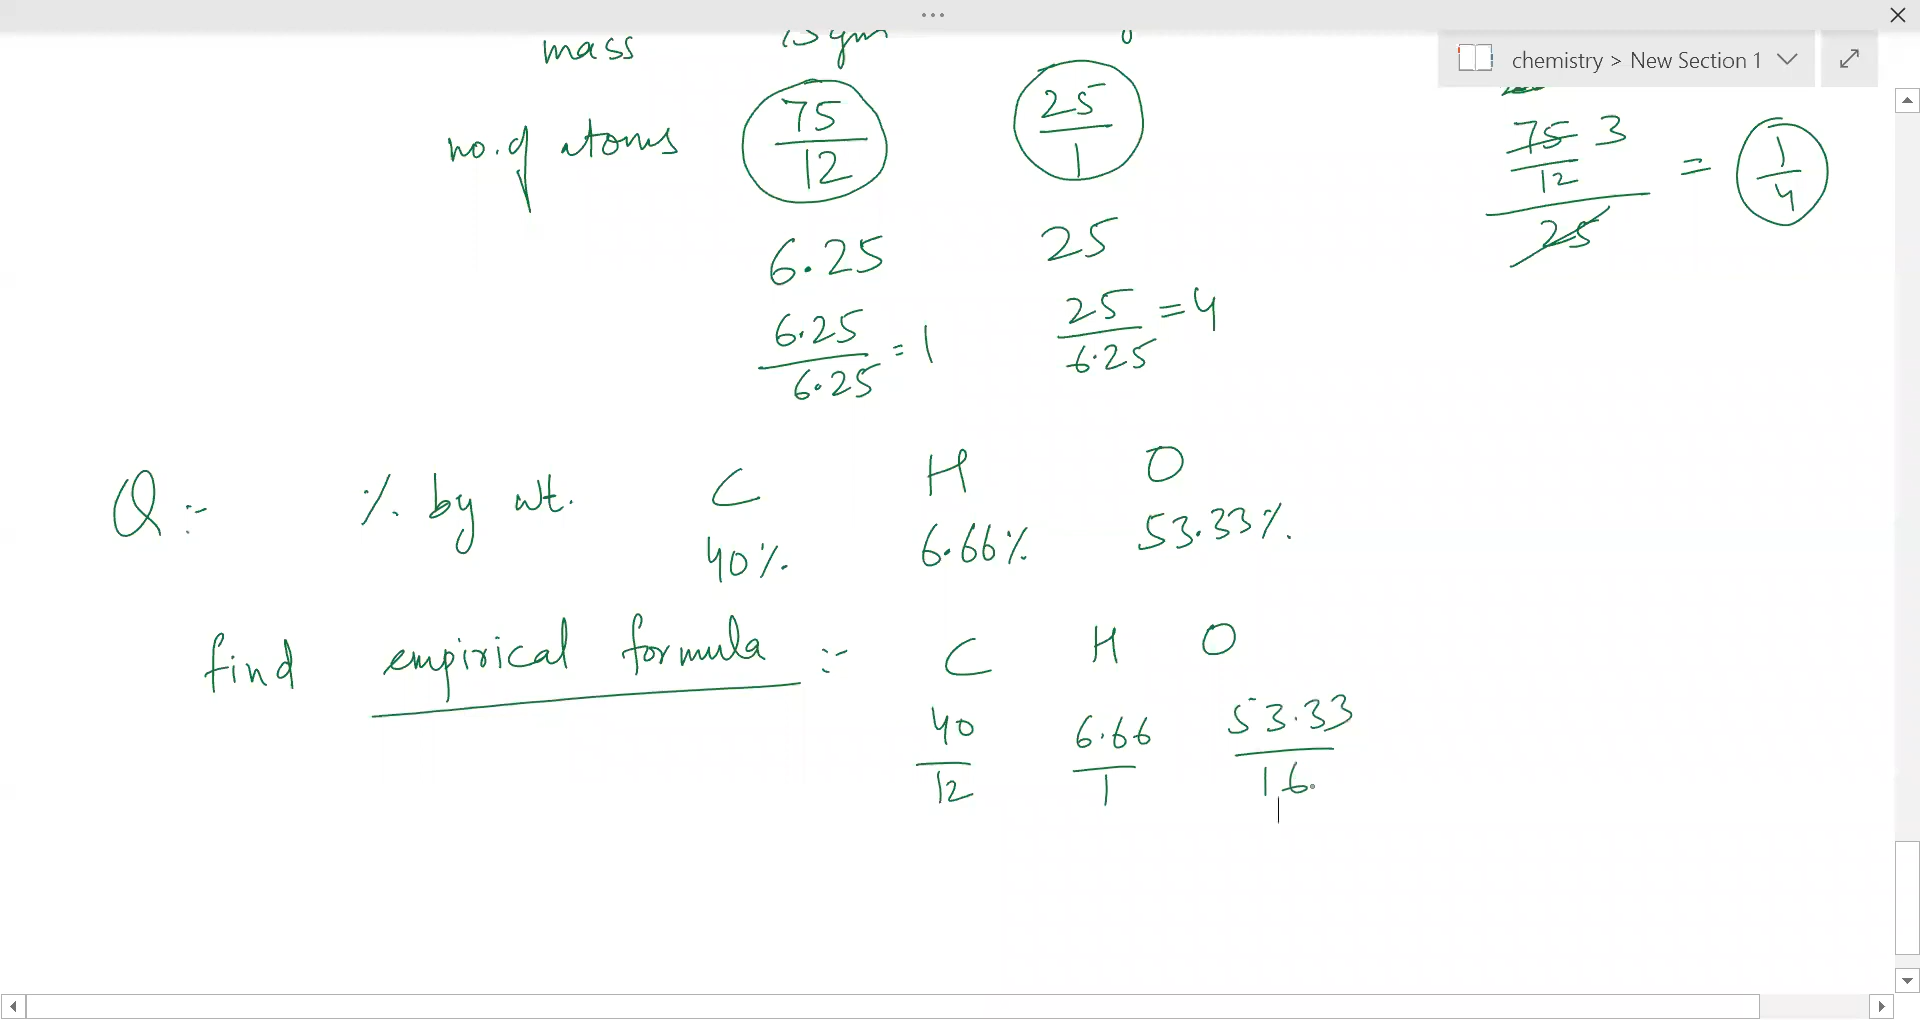 chemistry > New Section 1
mass
no. of atoms 75/12 25/1
75/12 3 / 25 = 1/4
6.25 25
6.25/6.25 = 1 25/6.25 = 4
Q :- % by wt. C H O
40% 6.66% 53.33%
find empirical formula :- C H O
40/12 6.66/1 53.33/16